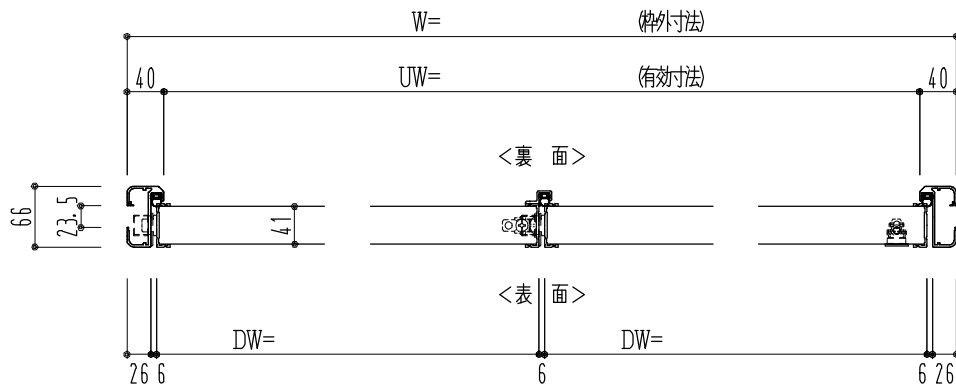 W= (枠外寸法)
40 UW= (有効寸法) 40
<裏 面>
66 23.5 41
<表 面>
DW= DW=
26 6 6 6 26